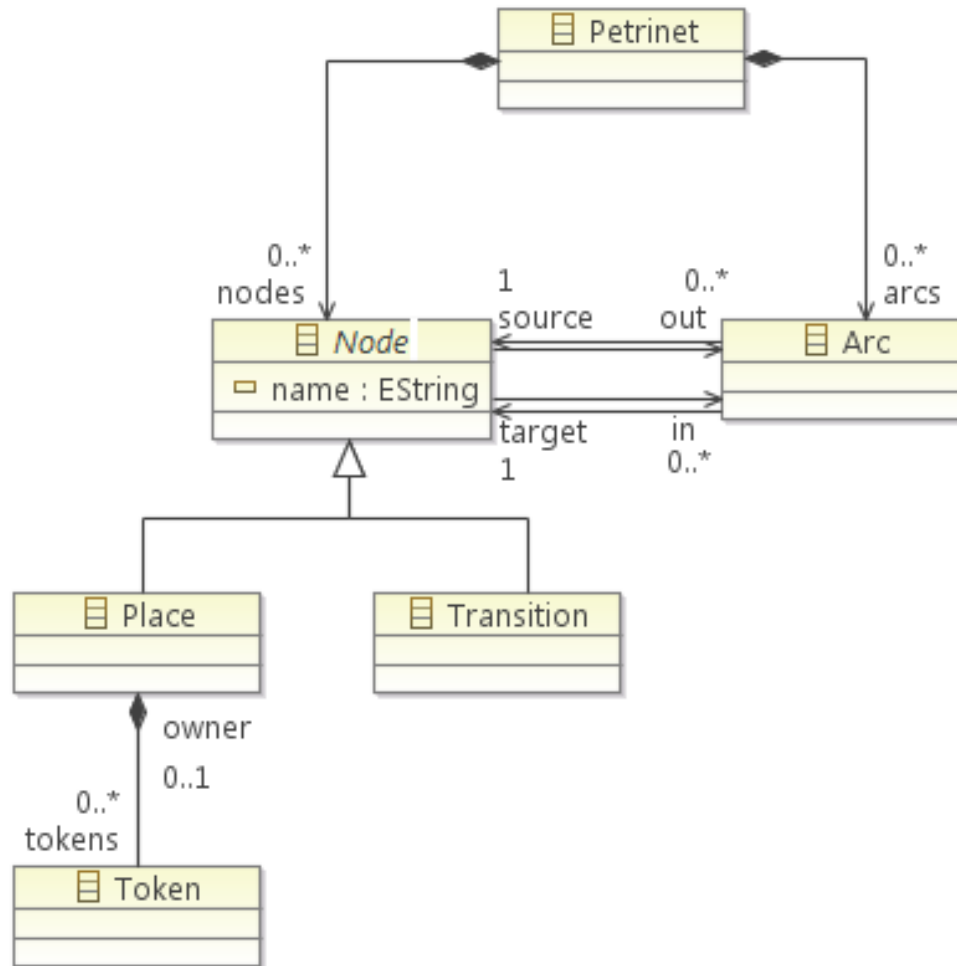 Petrinet
0..*
nodes
1
source
0..*
out
0..*
arcs
Node
name : EString
Arc
target
1
in
0..*
Place
Transition
owner
0..1
0..*
tokens
Token